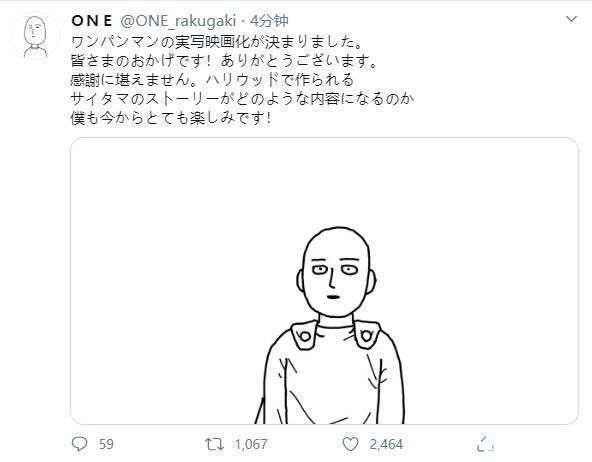 ＯＮＥ @ONE_rakugaki · 4分钟
ワンパンマンの実写映画化が決まりました。
皆さまのおかげです！ありがとうございます。
感謝に堪えません。ハリウッドで作られる
サイタマのストーリーがどのような内容になるのか
僕も今からとても楽しみです！
59 1,067 2,464